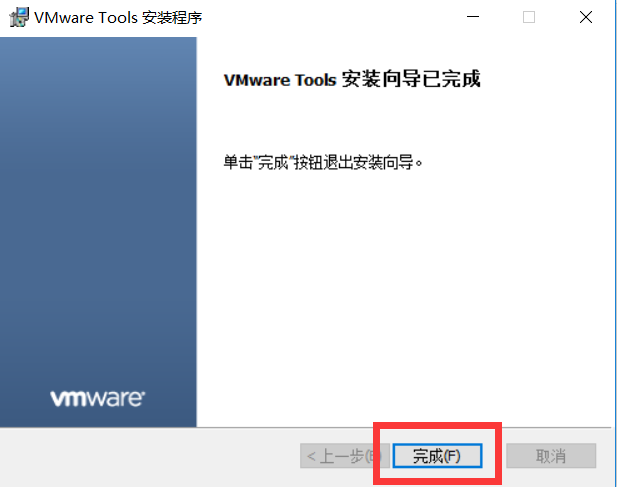 VMware Tools 安装程序
VMware Tools 安装向导已完成
单击"完成"按钮退出安装向导。
vmware
< 上一步(B) 完成(F) 取消